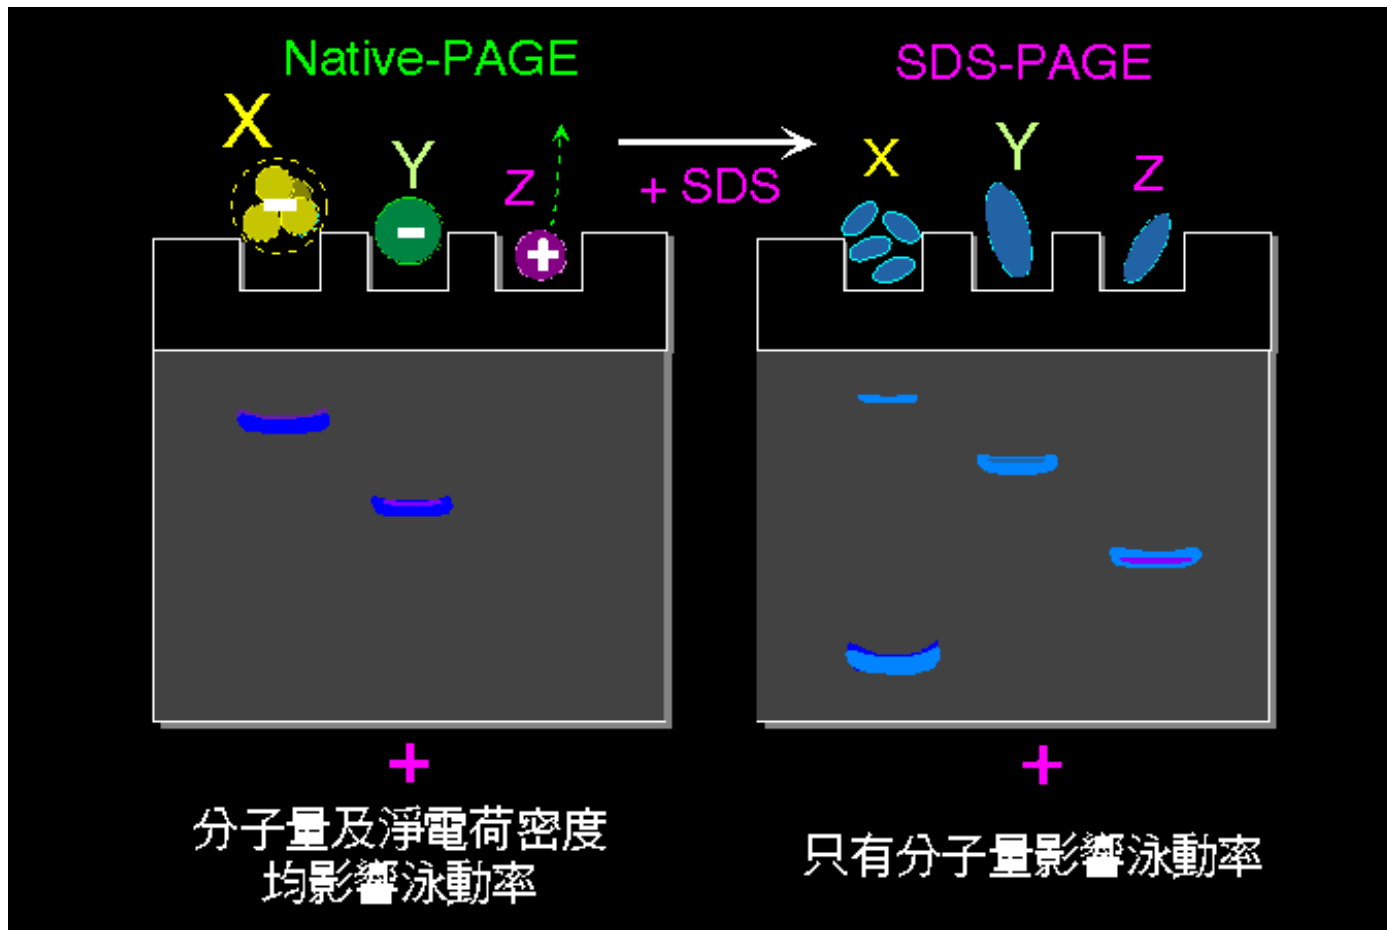 Native-PAGE
SDS-PAGE
X
Y
Z
+ SDS
X
Y
Z
−
−
+
+
+
分子量及淨電荷密度
均影響泳動率
只有分子量影響泳動率